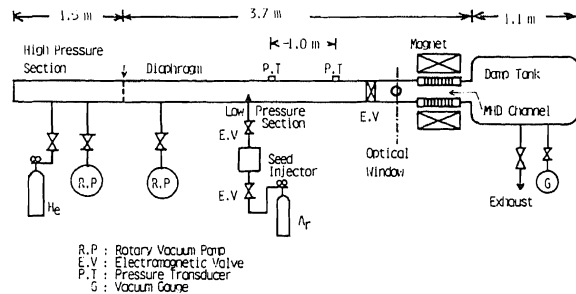 1.5 m
3.7 m
1.1 m
1.0 m
High Pressure
Section
Diaphragm
P.T
P.T
Magnet
Damp Tank
MHD Channel
Low Pressure
Section
E.V
E.V
Seed
Injector
E.V
Optical
Window
R.P
R.P
He
Ar
Exhaust
G
R.P : Rotary Vacuum Pamp
E.V : Electromagnetic Valve
P.T : Pressure Transducer
G : Vacuum Gauge